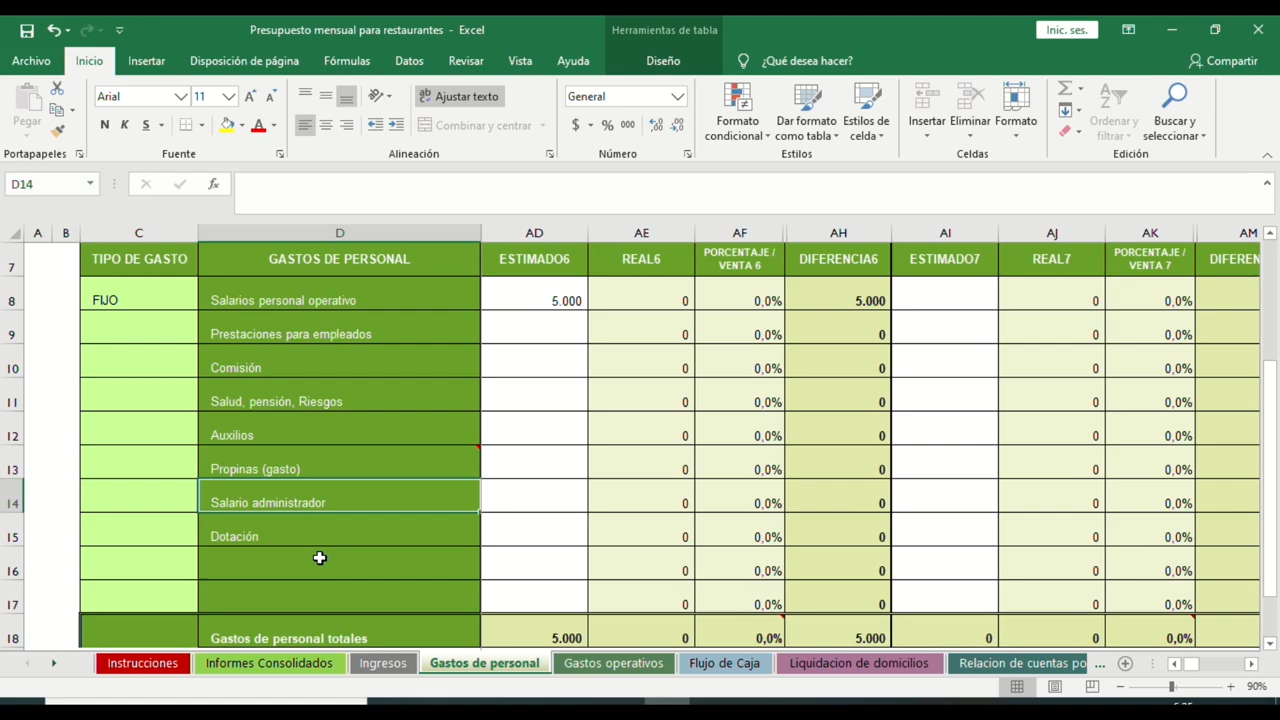 Presupuesto mensual para restaurantes - Excel
Herramientas de tabla
Inic. ses.
Archivo Inicio Insertar Disposición de página Fórmulas Datos Revisar Vista Ayuda Diseño ¿Qué desea hacer? Compartir
Arial 11 Ajustar texto General
Pegar N K S Combinar y centrar $ % 000
Formato condicional Dar formato como tabla Estilos de celda Insertar Eliminar Formato Ordenar y filtrar Buscar y seleccionar
Portapapeles Fuente Alineación Número Estilos Celdas Edición
D14 fx
A B C D AD AE AF AH AI AJ AK AM
7 TIPO DE GASTO GASTOS DE PERSONAL ESTIMADO6 REAL6 PORCENTAJE / VENTA 6 DIFERENCIA6 ESTIMADO7 REAL7 PORCENTAJE / VENTA 7 DIFEREN
8 FIJO Salarios personal operativo 5.000 0 0,0% 5.000 0 0,0%
9 Prestaciones para empleados 0 0,0% 0 0 0,0%
10 Comisión 0 0,0% 0 0 0,0%
11 Salud, pensión, Riesgos 0 0,0% 0 0 0,0%
12 Auxilios 0 0,0% 0 0 0,0%
13 Propinas (gasto) 0 0,0% 0 0 0,0%
14 Salario administrador 0 0,0% 0 0 0,0%
15 Dotación 0 0,0% 0 0 0,0%
16 0 0,0% 0 0 0,0%
17 0 0,0% 0 0 0,0%
18 Gastos de personal totales 5.000 0 0,0% 5.000 0 0 0,0%
Instrucciones Informes Consolidados Ingresos Gastos de personal Gastos operativos Flujo de Caja Liquidacion de domicilios Relacion de cuentas po ...
90%